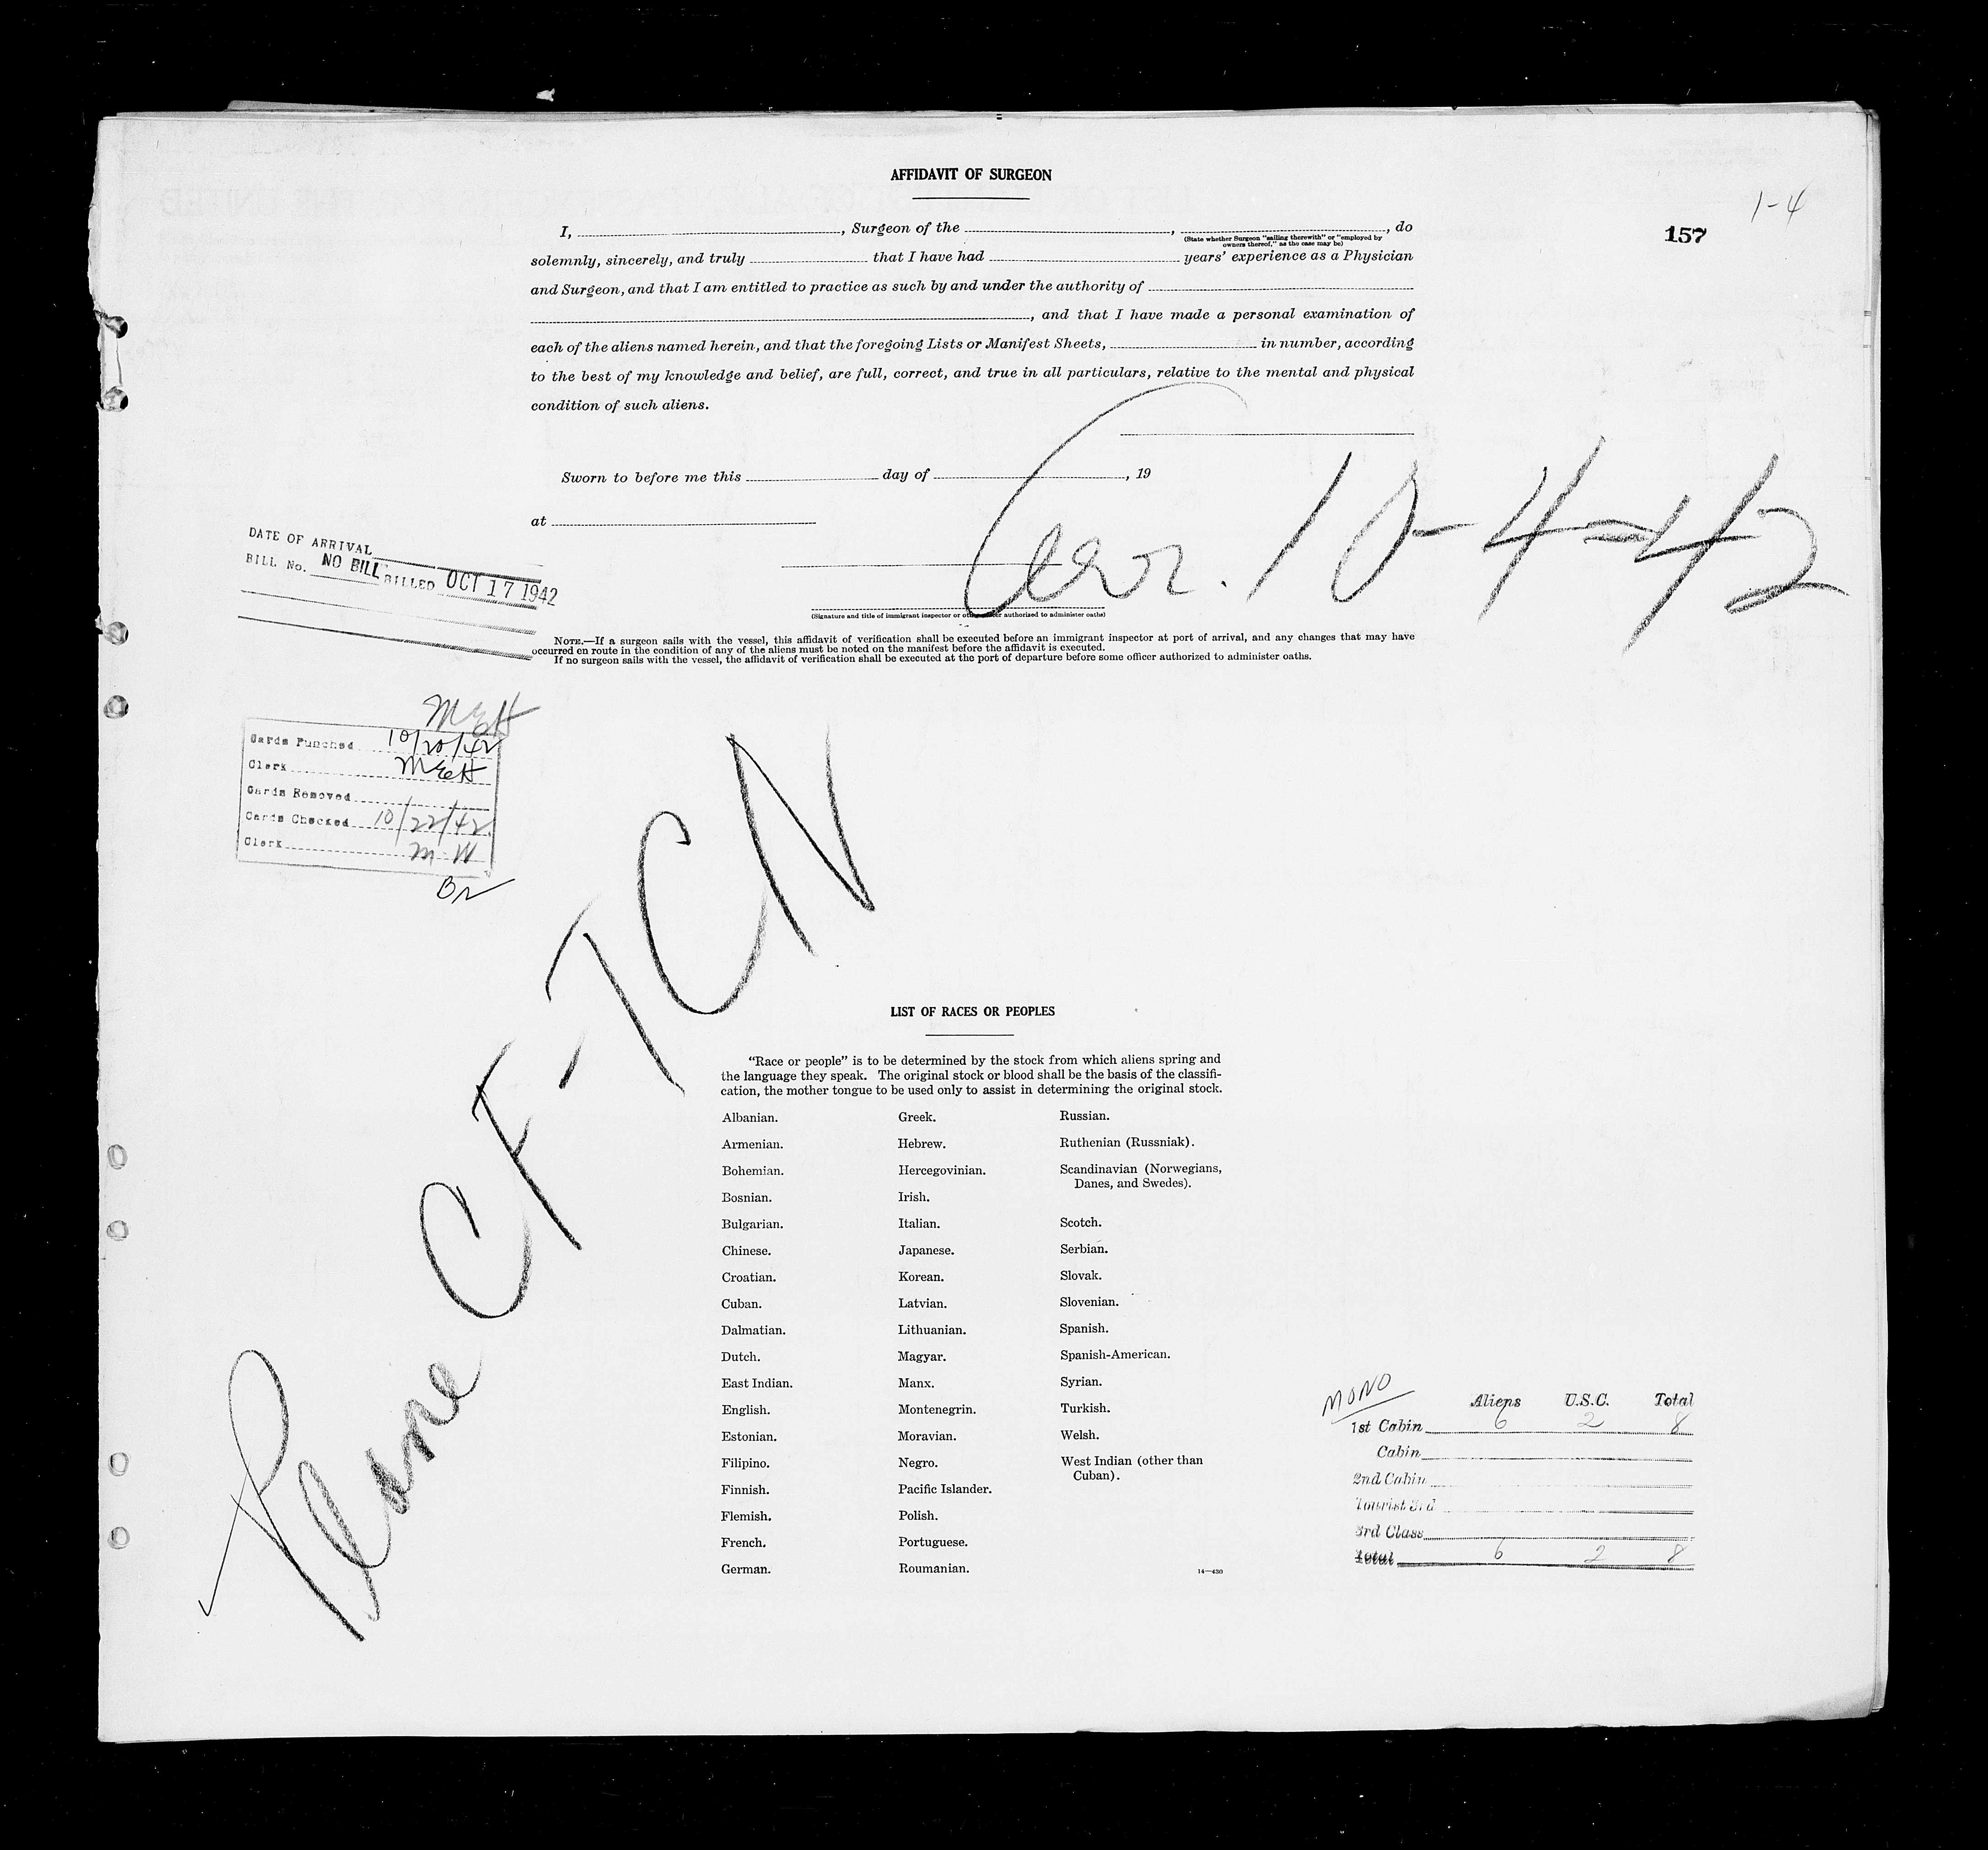 AFFIDAVIT OF SURGEON
1-4
157
I, , Surgeon of the , , do
(State whether Surgeon "sailing therewith" or "employed by
owners thereof," as the case may be)
solemnly, sincerely, and truly that I have had years' experience as a Physician
and Surgeon, and that I am entitled to practice as such by and under the authority of
, and that I have made a personal examination of
each of the aliens named herein, and that the foregoing Lists or Manifest Sheets, in number, according
to the best of my knowledge and belief, are full, correct, and true in all particulars, relative to the mental and physical
condition of such aliens.
Sworn to before me this day of , 19
at
10-4-42
DATE OF ARRIVAL
BILL No. NO BILL BILLED OCT 17 1942
(Signature and title of immigrant inspector or other officer authorized to administer oaths)
NOTE.—If a surgeon sails with the vessel, this affidavit of verification shall be executed before an immigrant inspector at port of arrival, and any changes that may have
occurred en route in the condition of any of the aliens must be noted on the manifest before the affidavit is executed.
If no surgeon sails with the vessel, the affidavit of verification shall be executed at the port of departure before some officer authorized to administer oaths.
MEH
Cards Punched 10/20/42
Clerk MEH
Cards Removed
Cards Checked 10/22/42
Clerk M W
Plane CF-TCN
LIST OF RACES OR PEOPLES
"Race or people" is to be determined by the stock from which aliens spring and
the language they speak. The original stock or blood shall be the basis of the classifi-
cation, the mother tongue to be used only to assist in determining the original stock.
Albanian.
Armenian.
Bohemian.
Bosnian.
Bulgarian.
Chinese.
Croatian.
Cuban.
Dalmatian.
Dutch.
East Indian.
English.
Estonian.
Filipino.
Finnish.
Flemish.
French.
German.
Greek.
Hebrew.
Hercegovinian.
Irish.
Italian.
Japanese.
Korean.
Latvian.
Lithuanian.
Magyar.
Manx.
Montenegrin.
Moravian.
Negro.
Pacific Islander.
Polish.
Portuguese.
Roumanian.
Russian.
Ruthenian (Russniak).
Scandinavian (Norwegians,
Danes, and Swedes).
Scotch.
Serbian.
Slovak.
Slovenian.
Spanish.
Spanish-American.
Syrian.
Turkish.
Welsh.
West Indian (other than
Cuban).
14—430
MONO
Aliens U.S.C. Total
1st Cabin 6 2 8
Cabin
2nd Cabin
Tourist 3rd
3rd Class
Total 6 2 8